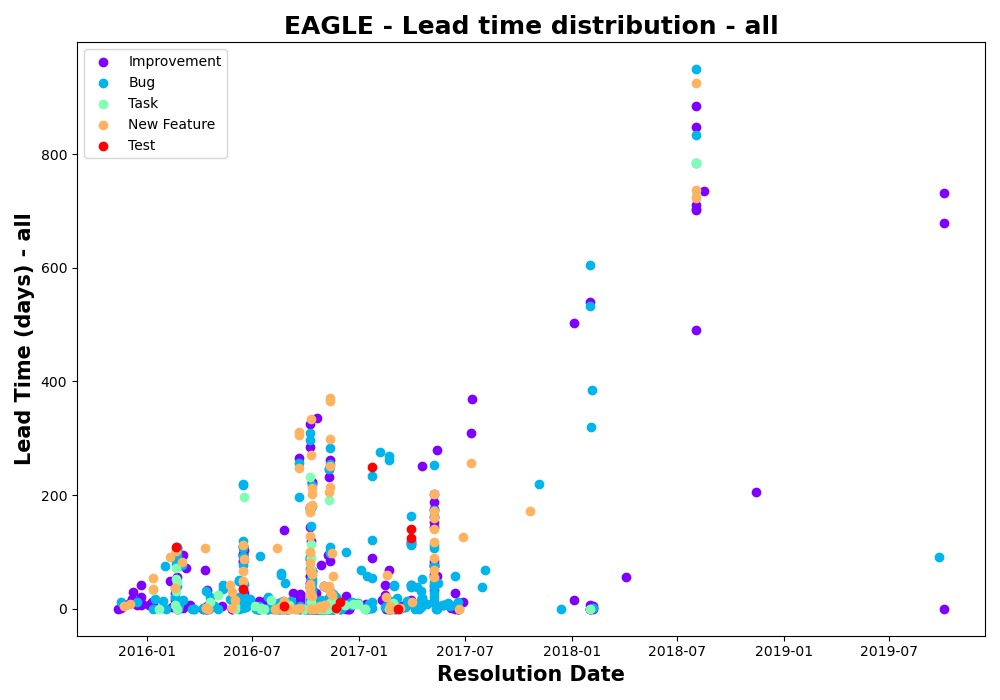 EAGLE - Lead time distribution - all
Improvement
Bug
Task
New Feature
Test
Lead Time (days) - all
800
600
400
200
0
2016-01 2016-07 2017-01 2017-07 2018-01 2018-07 2019-01 2019-07
Resolution Date